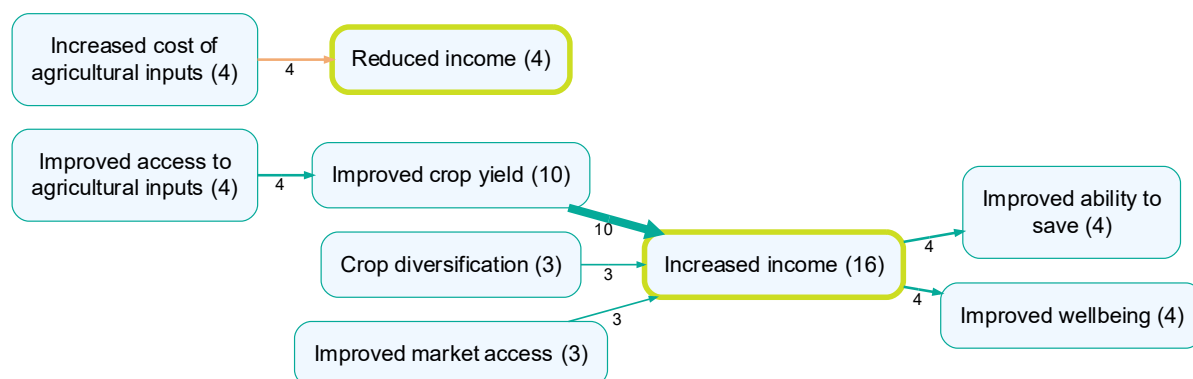 Increased cost of
agricultural inputs (4)
4
Reduced income (4)
Improved access to
agricultural inputs (4)
4
Improved crop yield (10)
10
Crop diversification (3)
3
Improved market access (3)
3
Increased income (16)
4
Improved ability to
save (4)
4
Improved wellbeing (4)